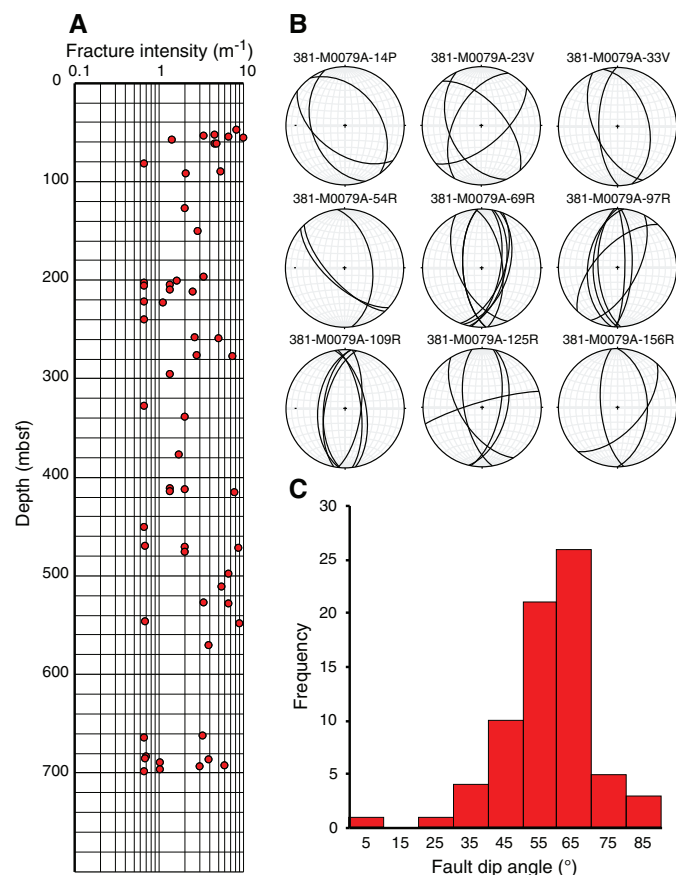 A
Fracture intensity (m-1)
0.1 1 10
0
100
200
300
400
500
600
700
Depth (mbsf)
B
381-M0079A-14P 381-M0079A-23V 381-M0079A-33V
381-M0079A-54R 381-M0079A-69R 381-M0079A-97R
381-M0079A-109R 381-M0079A-125R 381-M0079A-156R
C
30
25
20
15
10
5
0
Frequency
5 15 25 35 45 55 65 75 85
Fault dip angle (°)